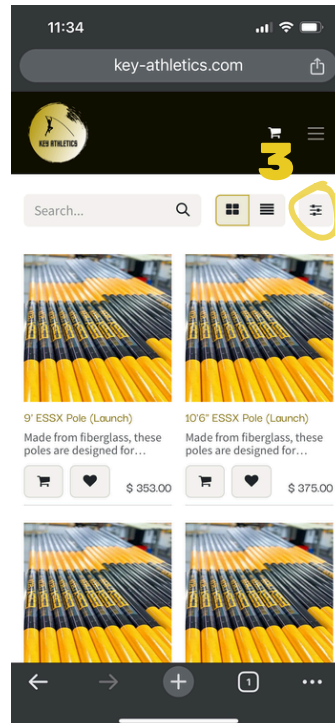 11:34
key-athletics.com
KEY ATHLETICS
3
Search...
9' ESSX Pole (Launch)
Made from fiberglass, these
poles are designed for...
$ 353.00
10'6" ESSX Pole (Launch)
Made from fiberglass, these
poles are designed for...
$ 375.00
1